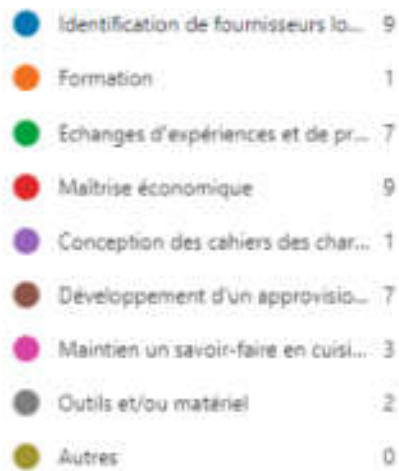 Identification de fournisseurs lo... 9
Formation 1
Echanges d'expériences et de pr... 7
Maîtrise économique 9
Conception des cahiers des char... 1
Développement d'un approvisio... 7
Maintien un savoir-faire en cuisi... 3
Outils et/ou matériel 2
Autres 0